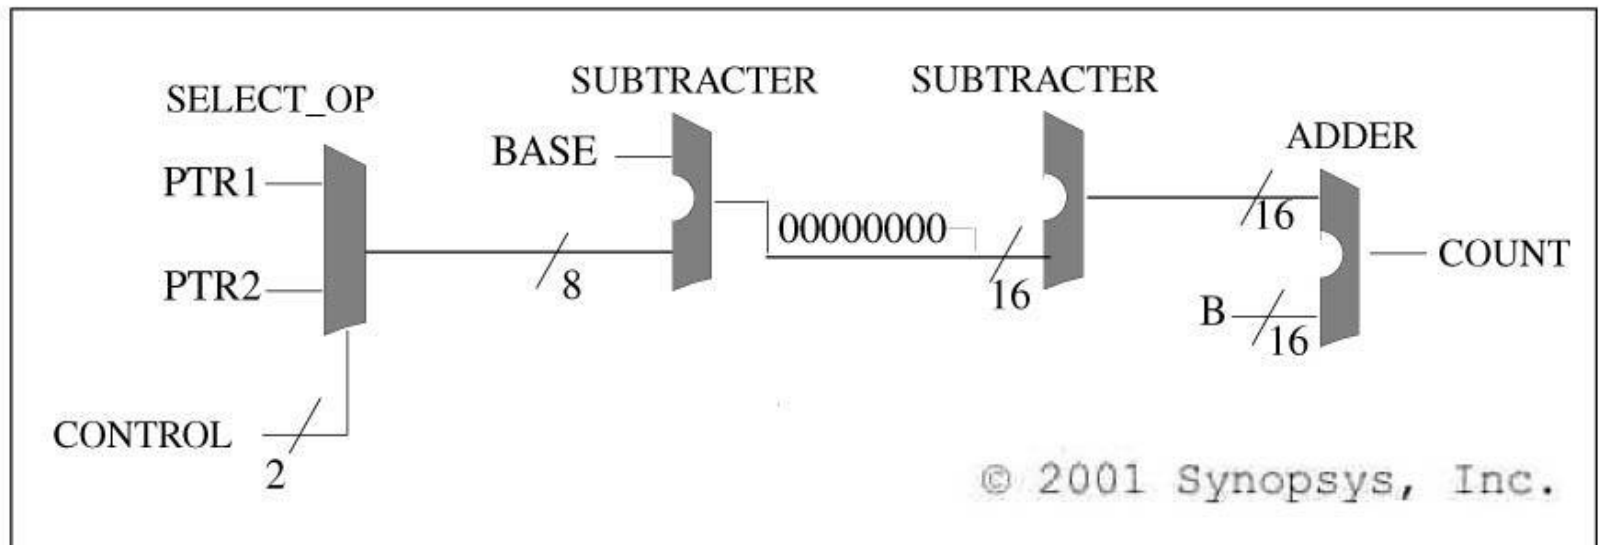 SUBTRACTER
SUBTRACTER
SELECT_OP
ADDER
BASE
PTR1
00000000
16
COUNT
PTR2
8
16
B
16
CONTROL
2
© 2001 Synopsys, Inc.